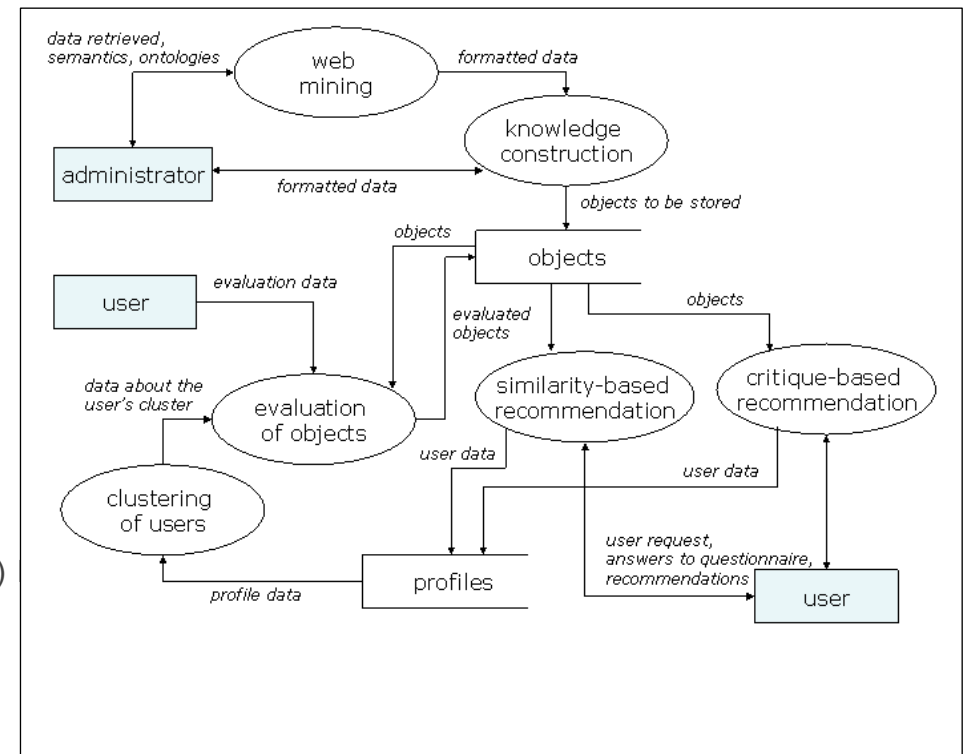 data retrieved,
semantics, ontologies
web
mining
formatted data
knowledge
construction
administrator
formatted data
objects to be stored
objects
objects
user
evaluation data
evaluated
objects
objects
data about the
user's cluster
evaluation
of objects
similarity-based
recommendation
critique-based
recommendation
user data
user data
clustering
of users
user request,
answers to questionnaire,
recommendations
)
profiles
profile data
user